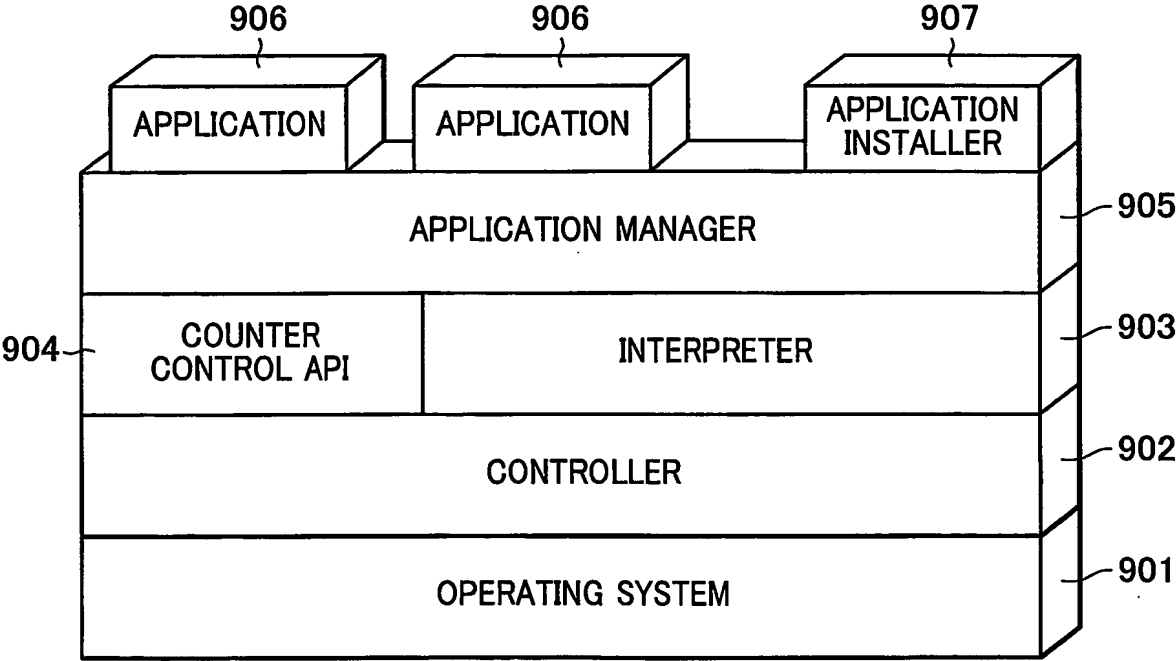 906
906
907
APPLICATION
APPLICATION
APPLICATION
INSTALLER
APPLICATION MANAGER
905
904
COUNTER
CONTROL API
INTERPRETER
903
CONTROLLER
902
OPERATING SYSTEM
901